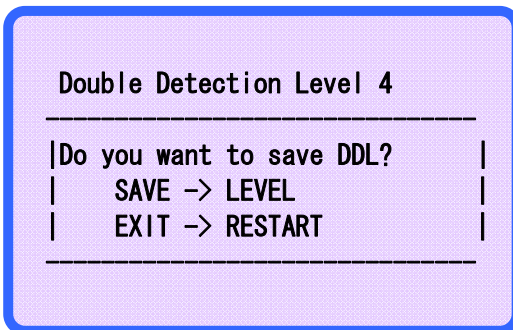 Double Detection Level 4
--------------------------------
|Do you want to save DDL? |
| SAVE -> LEVEL |
| EXIT -> RESTART |
--------------------------------